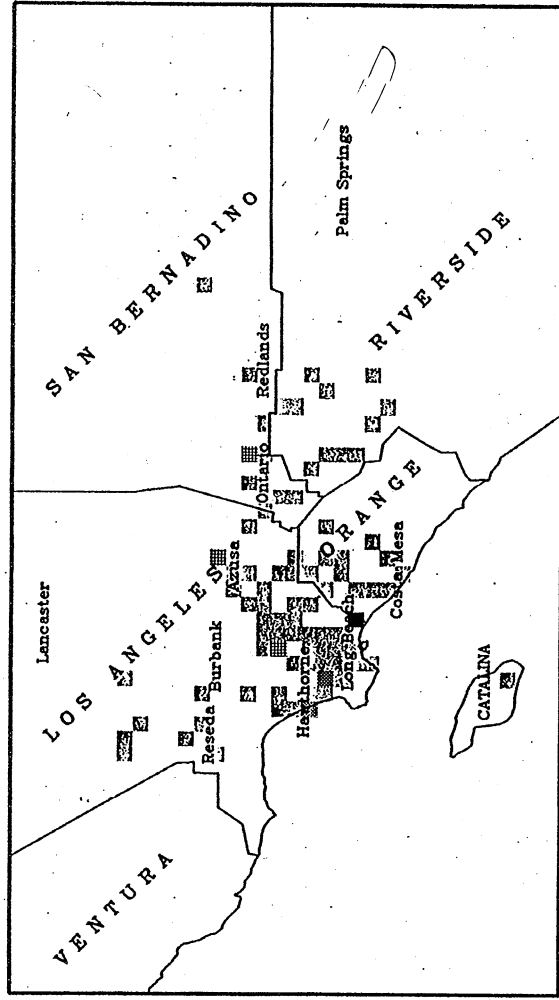 VENTURA
LOS ANGELES
SAN BERNADINO
RIVERSIDE
ORANGE
CATALINA
Lancaster
Reseda
Burbank
Azusa
Ontario
Redlands
Palm Springs
Hawthorne
Long Beach
Costa Mesa